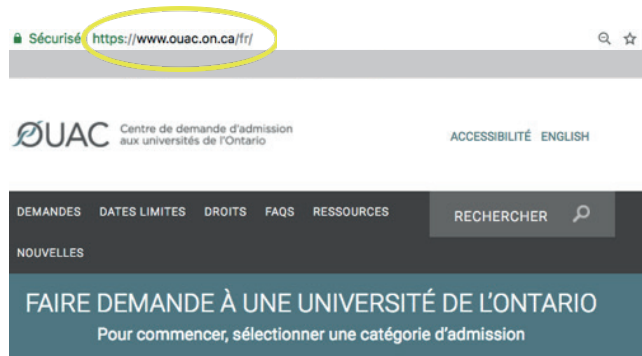 Sécurisé https://www.ouac.on.ca/fr/
ØUAC Centre de demande d'admission
aux universités de l'Ontario
ACCESSIBILITÉ ENGLISH
DEMANDES DATES LIMITES DROITS FAQS RESSOURCES
RECHERCHER
NOUVELLES
FAIRE DEMANDE À UNE UNIVERSITÉ DE L'ONTARIO
Pour commencer, sélectionner une catégorie d'admission